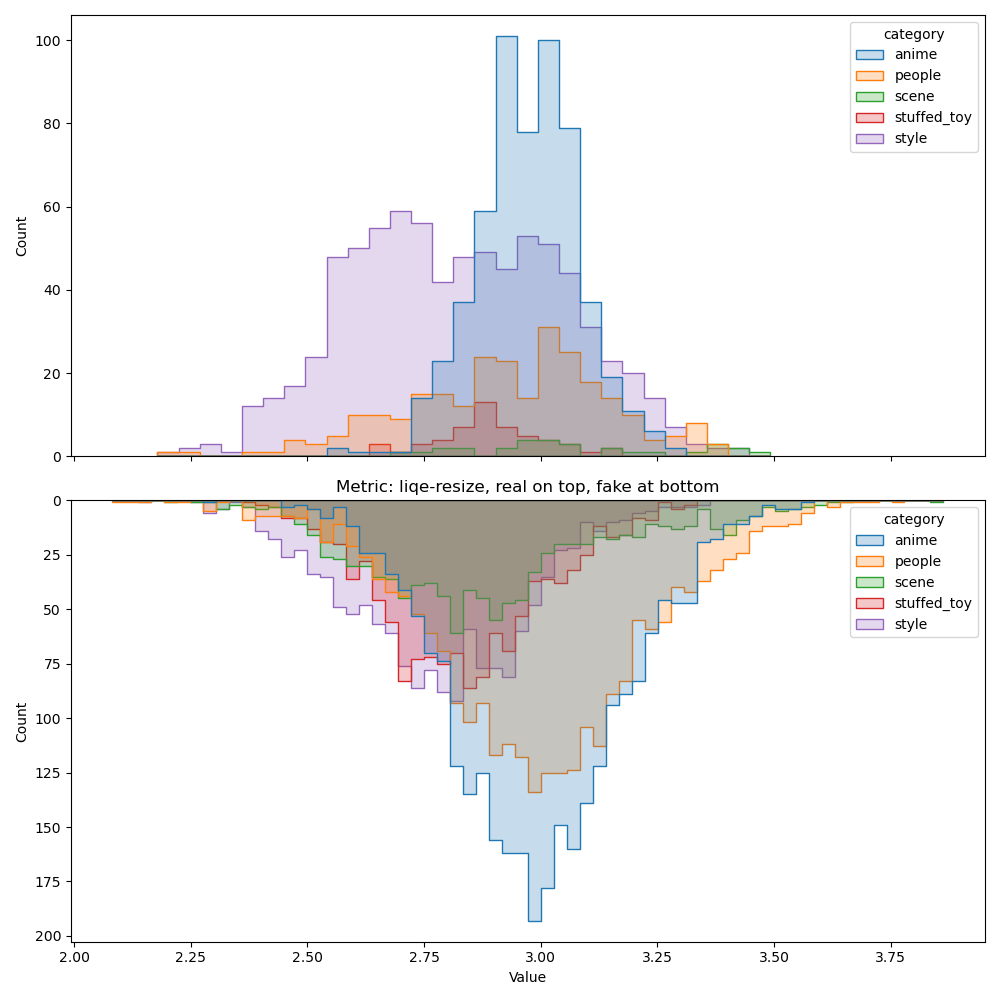 100
80
60
40
20
0
Count
category
anime
people
scene
stuffed_toy
style
Metric: liqe-resize, real on top, fake at bottom
0
25
50
75
100
125
150
175
200
Count
category
anime
people
scene
stuffed_toy
style
2.00 2.25 2.50 2.75 3.00 3.25 3.50 3.75
Value